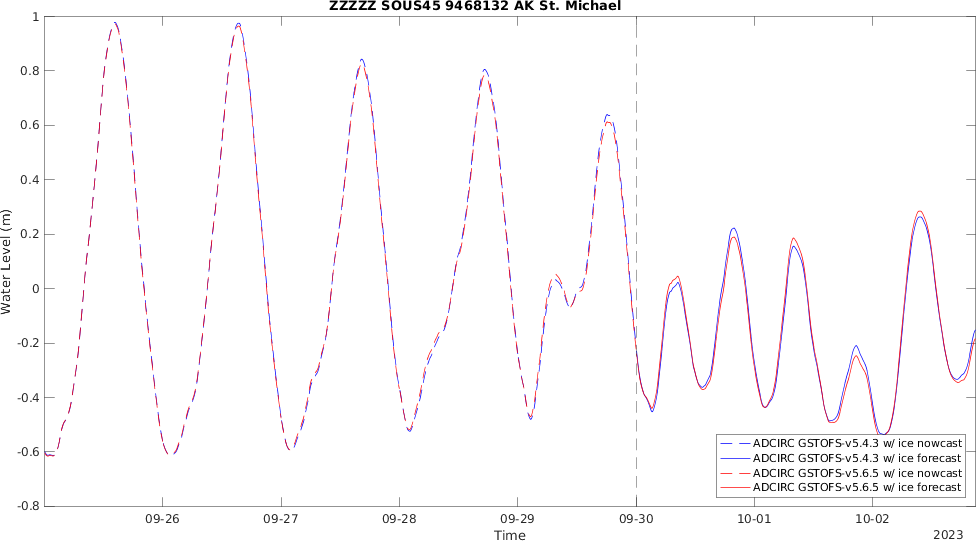 ZZZZZ SOUS45 9468132 AK St. Michael
1
0.8
0.6
0.4
0.2
0
-0.2
-0.4
-0.6
-0.8
Water Level (m)
09-26 09-27 09-28 09-29 09-30 10-01 10-02
Time
2023
ADCIRC GSTOFS-v5.4.3 w/ ice nowcast
ADCIRC GSTOFS-v5.4.3 w/ ice forecast
ADCIRC GSTOFS-v5.6.5 w/ ice nowcast
ADCIRC GSTOFS-v5.6.5 w/ ice forecast